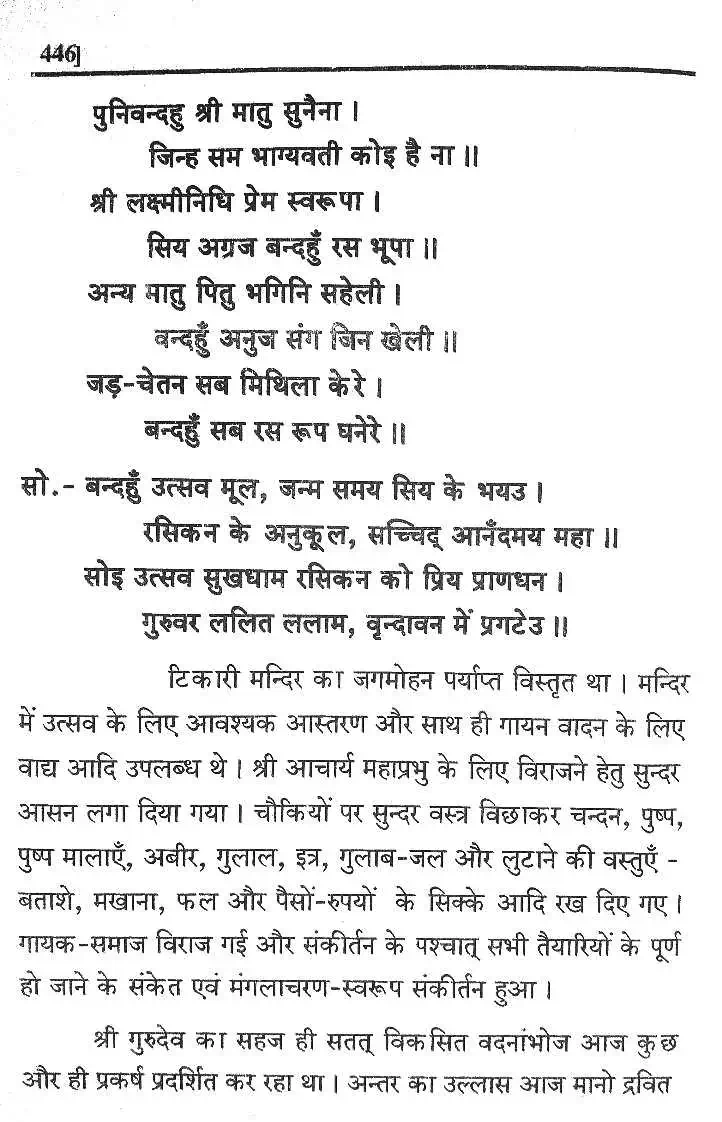 446]
पुनिवन्दहु श्री मातु सुनैना ।
जिन्ह सम भाग्यवती कोइ है ना ॥
श्री लक्ष्मीनिधि प्रेम स्वरूपा ।
सिय अग्रज बन्दहुँ रस भूपा ॥
अन्य मातु पितु भगिनि सहेली ।
वन्दहुँ अनुज संग जिन खेली ॥
जड़-चेतन सब मिथिला केरे ।
बन्दहुँ सब रस रूप घनेरे ॥
सो.- बन्दहुँ उत्सव मूल, जन्म समय सिय के भयउ ।
रसिकन के अनुकूल, सच्चिद् आनँदमय महा ॥
सोइ उत्सव सुखधाम रसिकन को प्रिय प्राणधन ।
गुरुवर ललित ललाम, वृन्दावन में प्रगटेउ ॥
टिकारी मन्दिर का जगमोहन पर्याप्त विस्तृत था । मन्दिर
में उत्सव के लिए आवश्यक आस्तरण और साथ ही गायन वादन के लिए
वाद्य आदि उपलब्ध थे । श्री आचार्य महाप्रभु के लिए विराजने हेतु सुन्दर
आसन लगा दिया गया । चौकियों पर सुन्दर वस्त्र विछाकर चन्दन, पुष्प,
पुष्प मालाएँ, अबीर, गुलाल, इत्र, गुलाब-जल और लुटाने की वस्तुएँ -
बताशे, मखाना, फल और पैसों-रुपयों के सिक्के आदि रख दिए गए ।
गायक-समाज विराज गई और संकीर्तन के पश्चात् सभी तैयारियों के पूर्ण
हो जाने के संकेत एवं मंगलाचरण-स्वरूप संकीर्तन हुआ ।
श्री गुरुदेव का सहज ही सतत् विकसित वदनांभोज आज कुछ
और ही प्रकर्ष प्रदर्शित कर रहा था । अन्तर का उल्लास आज मानो द्रवित